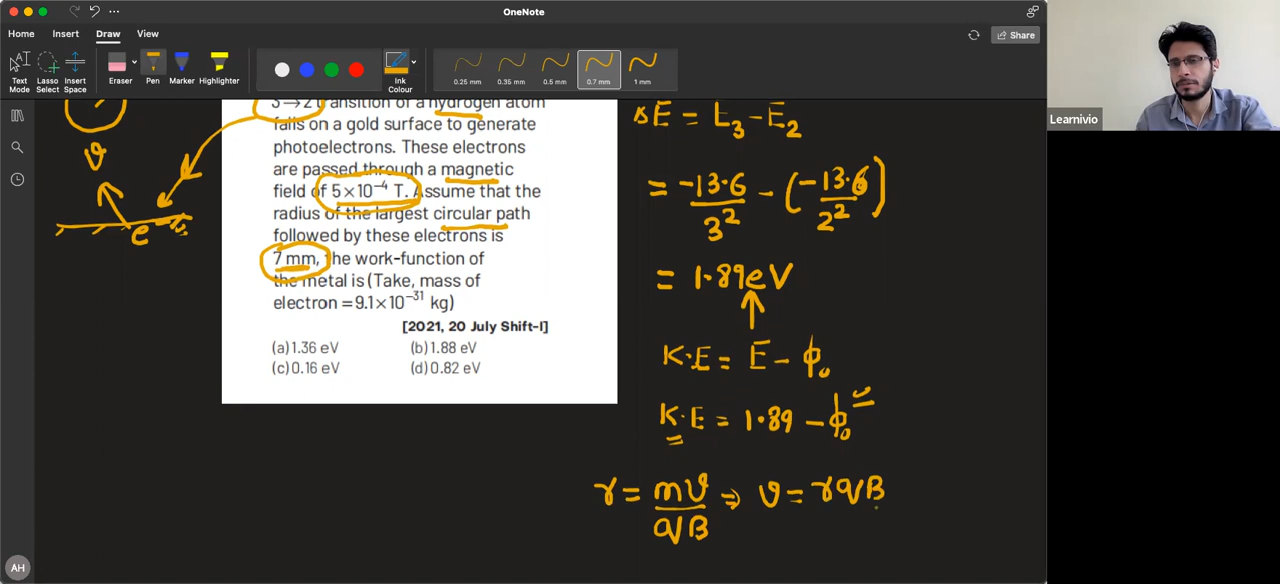 OneNote
Home Insert Draw View
Share
Text Mode
Lasso Select
Insert Space
Eraser
Pen
Marker
Highlighter
0.25 mm
0.35 mm
0.5 mm
0.7 mm
1 mm
Ink Colour
Learnivio
3→2 transition of a hydrogen atom
falls on a gold surface to generate
photoelectrons. These electrons
are passed through a magnetic
field of 5×10⁻⁴ T. Assume that the
radius of the largest circular path
followed by these electrons is
7 mm, the work-function of
the metal is (Take, mass of
electron = 9.1×10⁻³¹ kg)
[2021, 20 July Shift-I]
(a) 1.36 eV (b) 1.88 eV
(c) 0.16 eV (d) 0.82 eV
v
e
ΔE = E₃ – E₂
= -13.6/3² – (-13.6/2²)
= 1.89eV
K.E = E – ϕ₀
K.E = 1.89 – ϕ₀
r = mv/qB ⇒ v = rqB
AH